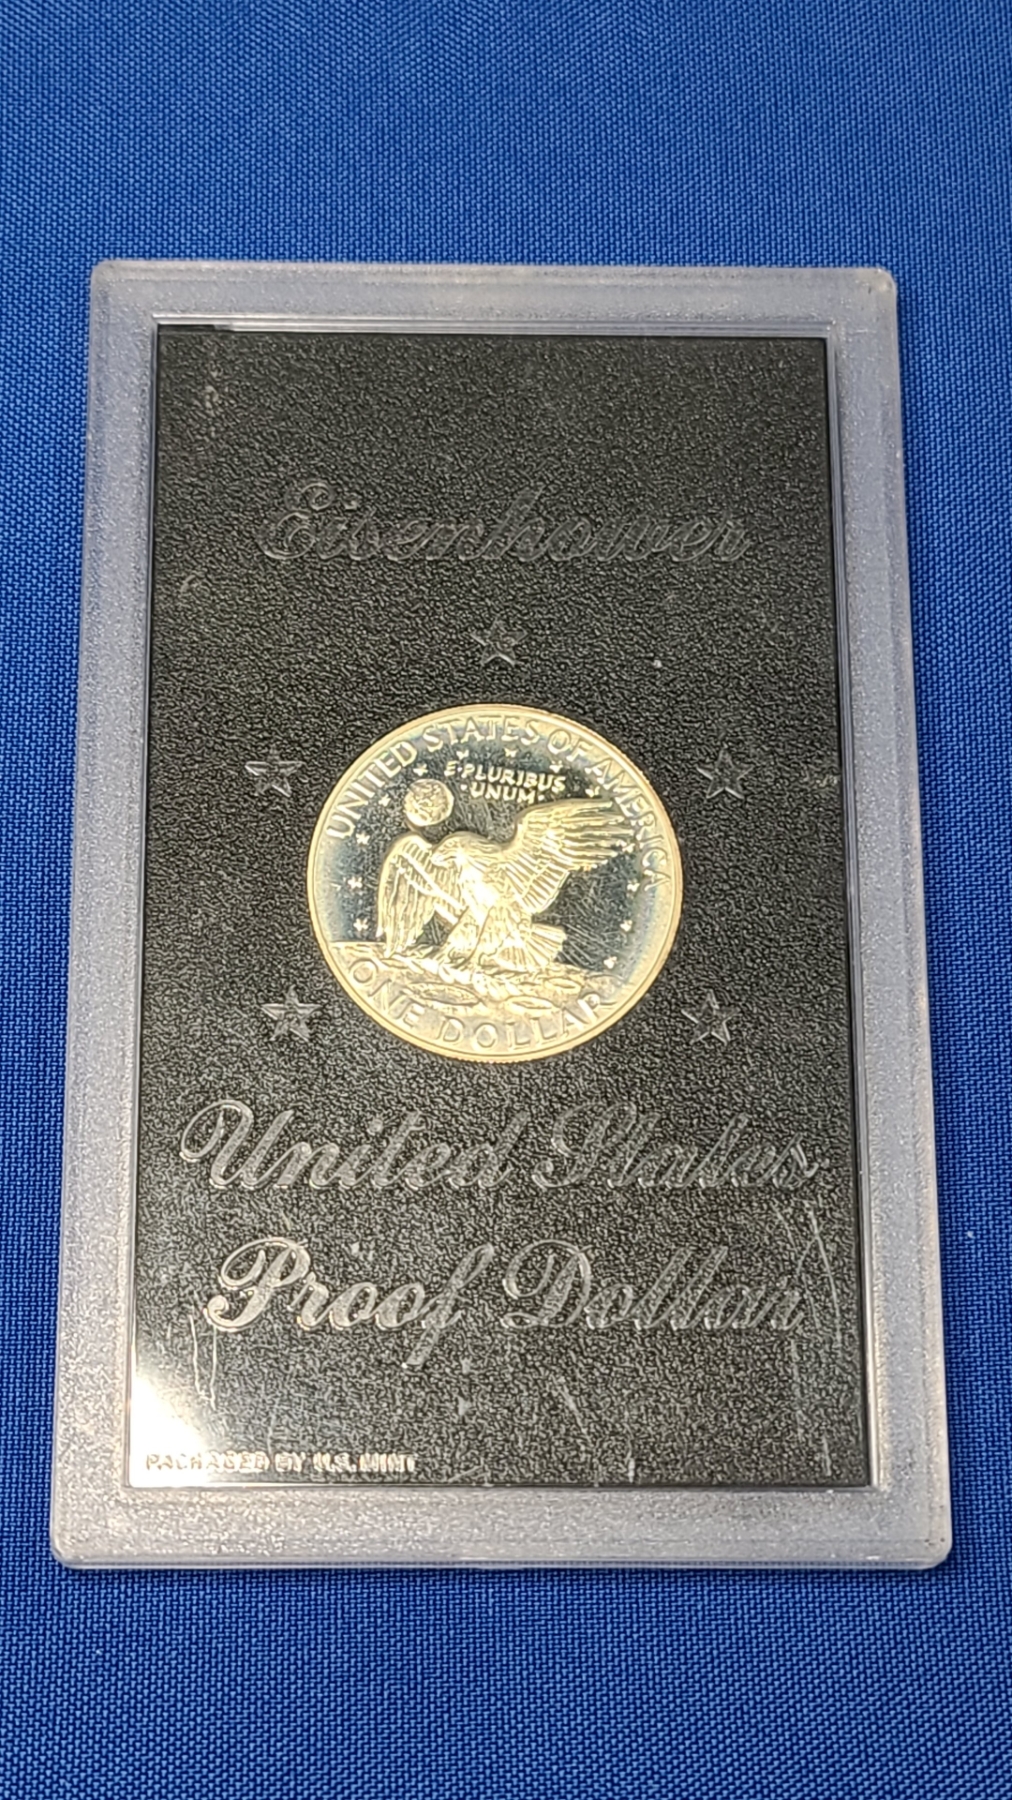 Eisenhower
UNITED STATES OF AMERICA
E PLURIBUS
UNUM
ONE DOLLAR
United States
Proof Dollar
PACKAGED BY U.S. MINT